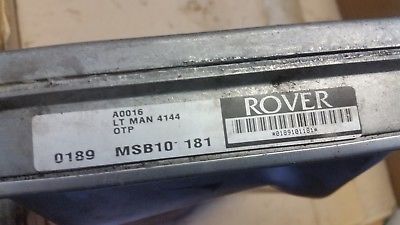 A0016
LT MAN 4144
OTP
0189 MSB10 181
ROVER
*0189101181*